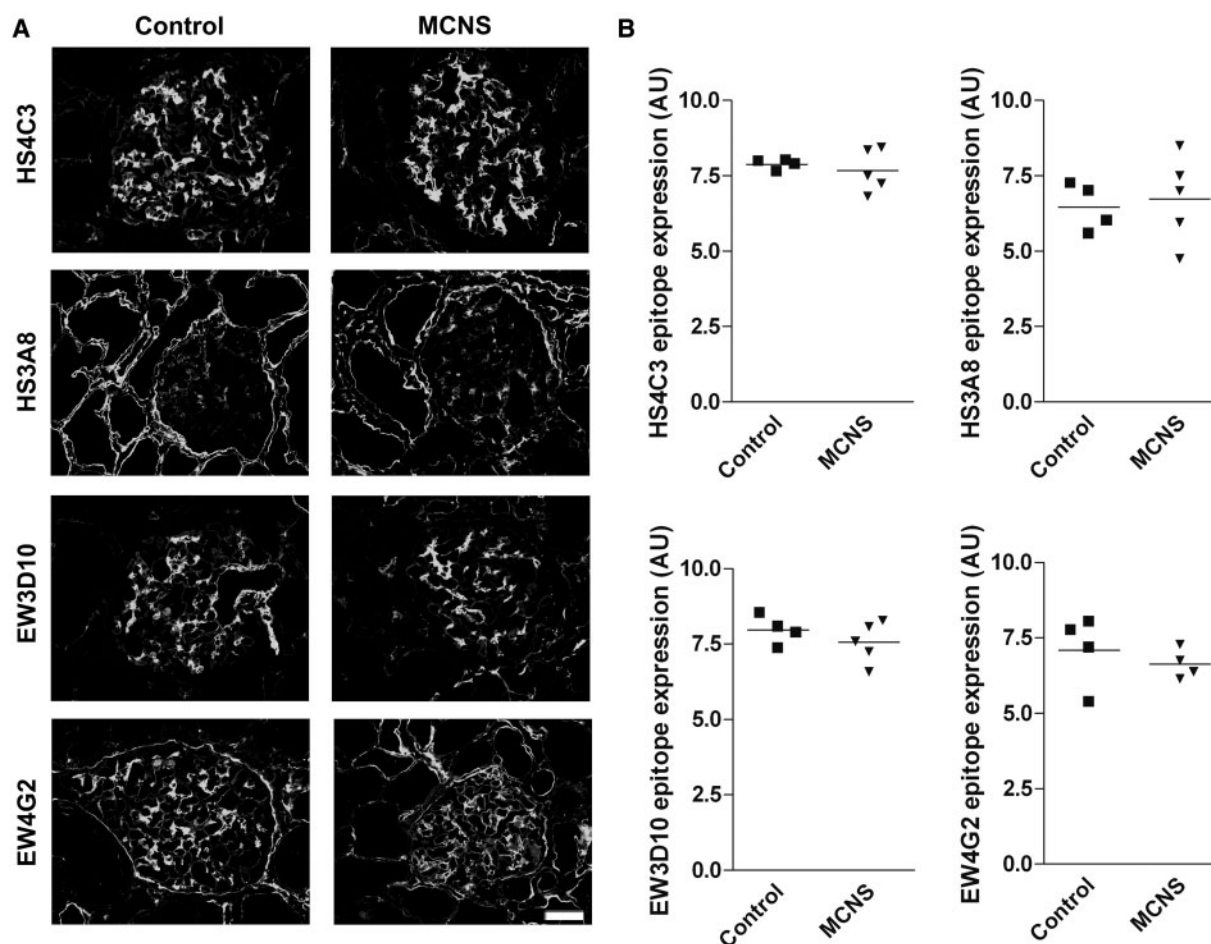 A
Control
MCNS
HS4C3
HS3A8
EW3D10
EW4G2
B
HS4C3 epitope expression (AU)
10.0
7.5
5.0
2.5
0.0
Control
MCNS
HS3A8 epitope expression (AU)
10.0
7.5
5.0
2.5
0.0
Control
MCNS
EW3D10 epitope expression (AU)
10.0
7.5
5.0
2.5
0.0
Control
MCNS
EW4G2 epitope expression (AU)
10.0
7.5
5.0
2.5
0.0
Control
MCNS